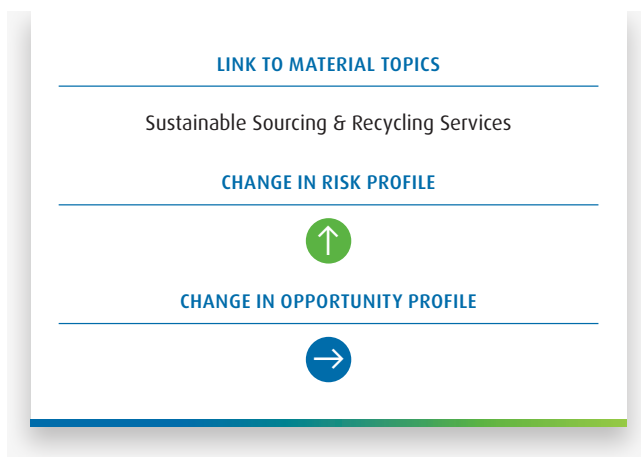 LINK TO MATERIAL TOPICS
Sustainable Sourcing & Recycling Services
CHANGE IN RISK PROFILE
CHANGE IN OPPORTUNITY PROFILE